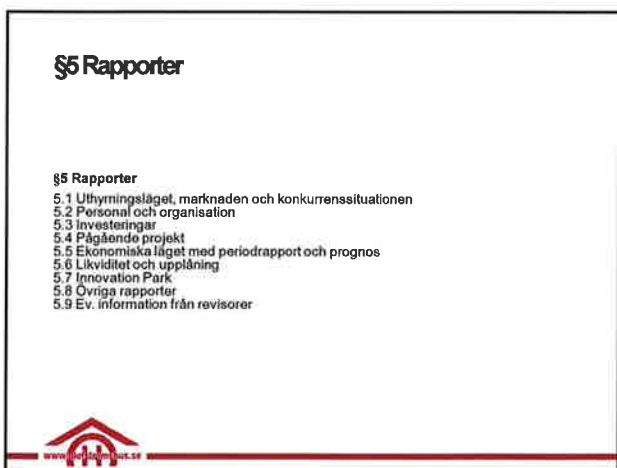 §5 Rapporter
§5 Rapporter
5.1 Uthyrningsläget, marknaden och konkurrenssituationen
5.2 Personal och organisation
5.3 Investeringar
5.4 Pågående projekt
5.5 Ekonomiska läget med periodrapport och prognos
5.6 Likviditet och upplåning
5.7 Innovation Park
5.8 Övriga rapporter
5.9 Ev. information från revisorer